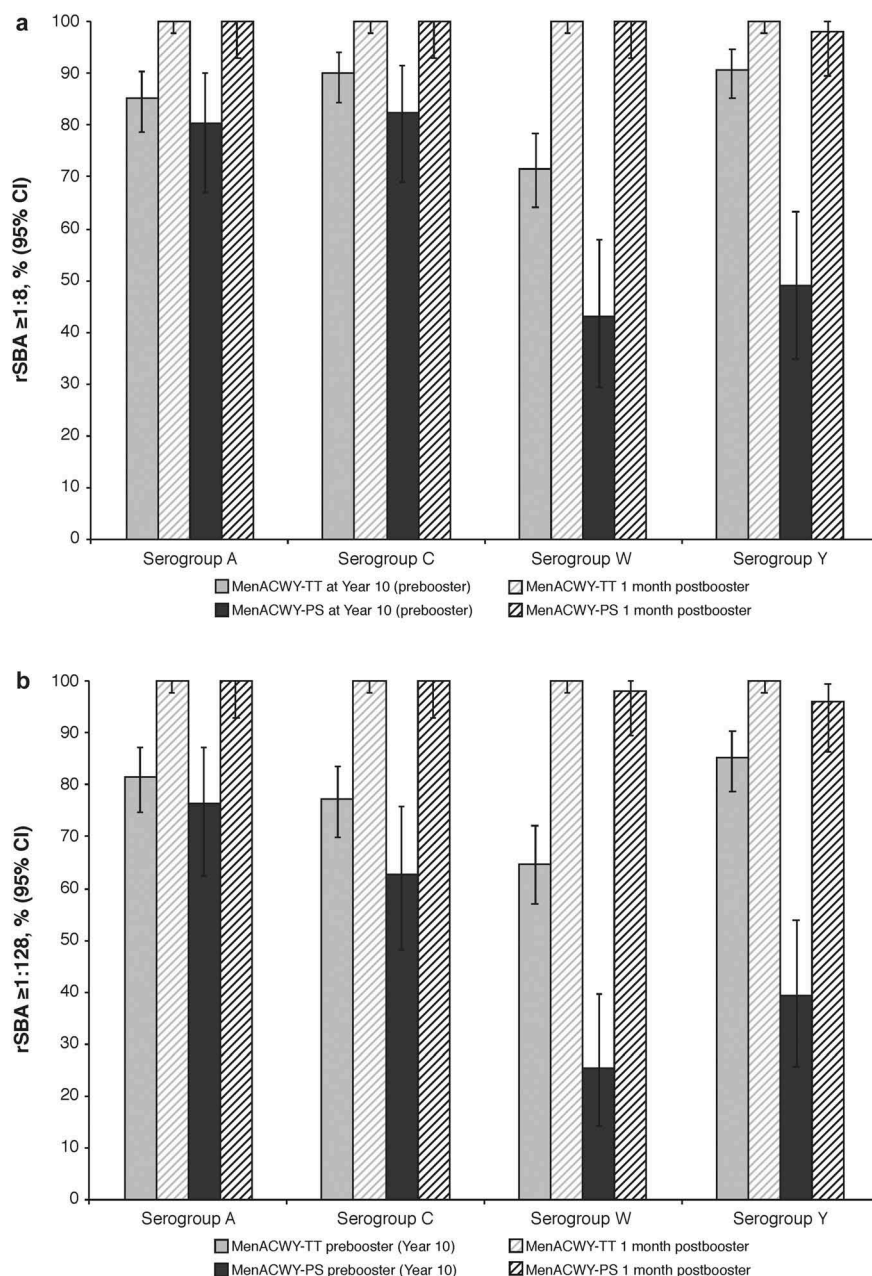 a
rSBA ≥1:8, % (95% CI)
100
90
80
70
60
50
40
30
20
10
0
Serogroup A Serogroup C Serogroup W Serogroup Y
MenACWY-TT at Year 10 (prebooster) MenACWY-TT 1 month postbooster
MenACWY-PS at Year 10 (prebooster) MenACWY-PS 1 month postbooster
b
rSBA ≥1:128, % (95% CI)
100
90
80
70
60
50
40
30
20
10
0
Serogroup A Serogroup C Serogroup W Serogroup Y
MenACWY-TT prebooster (Year 10) MenACWY-TT 1 month postbooster
MenACWY-PS prebooster (Year 10) MenACWY-PS 1 month postbooster